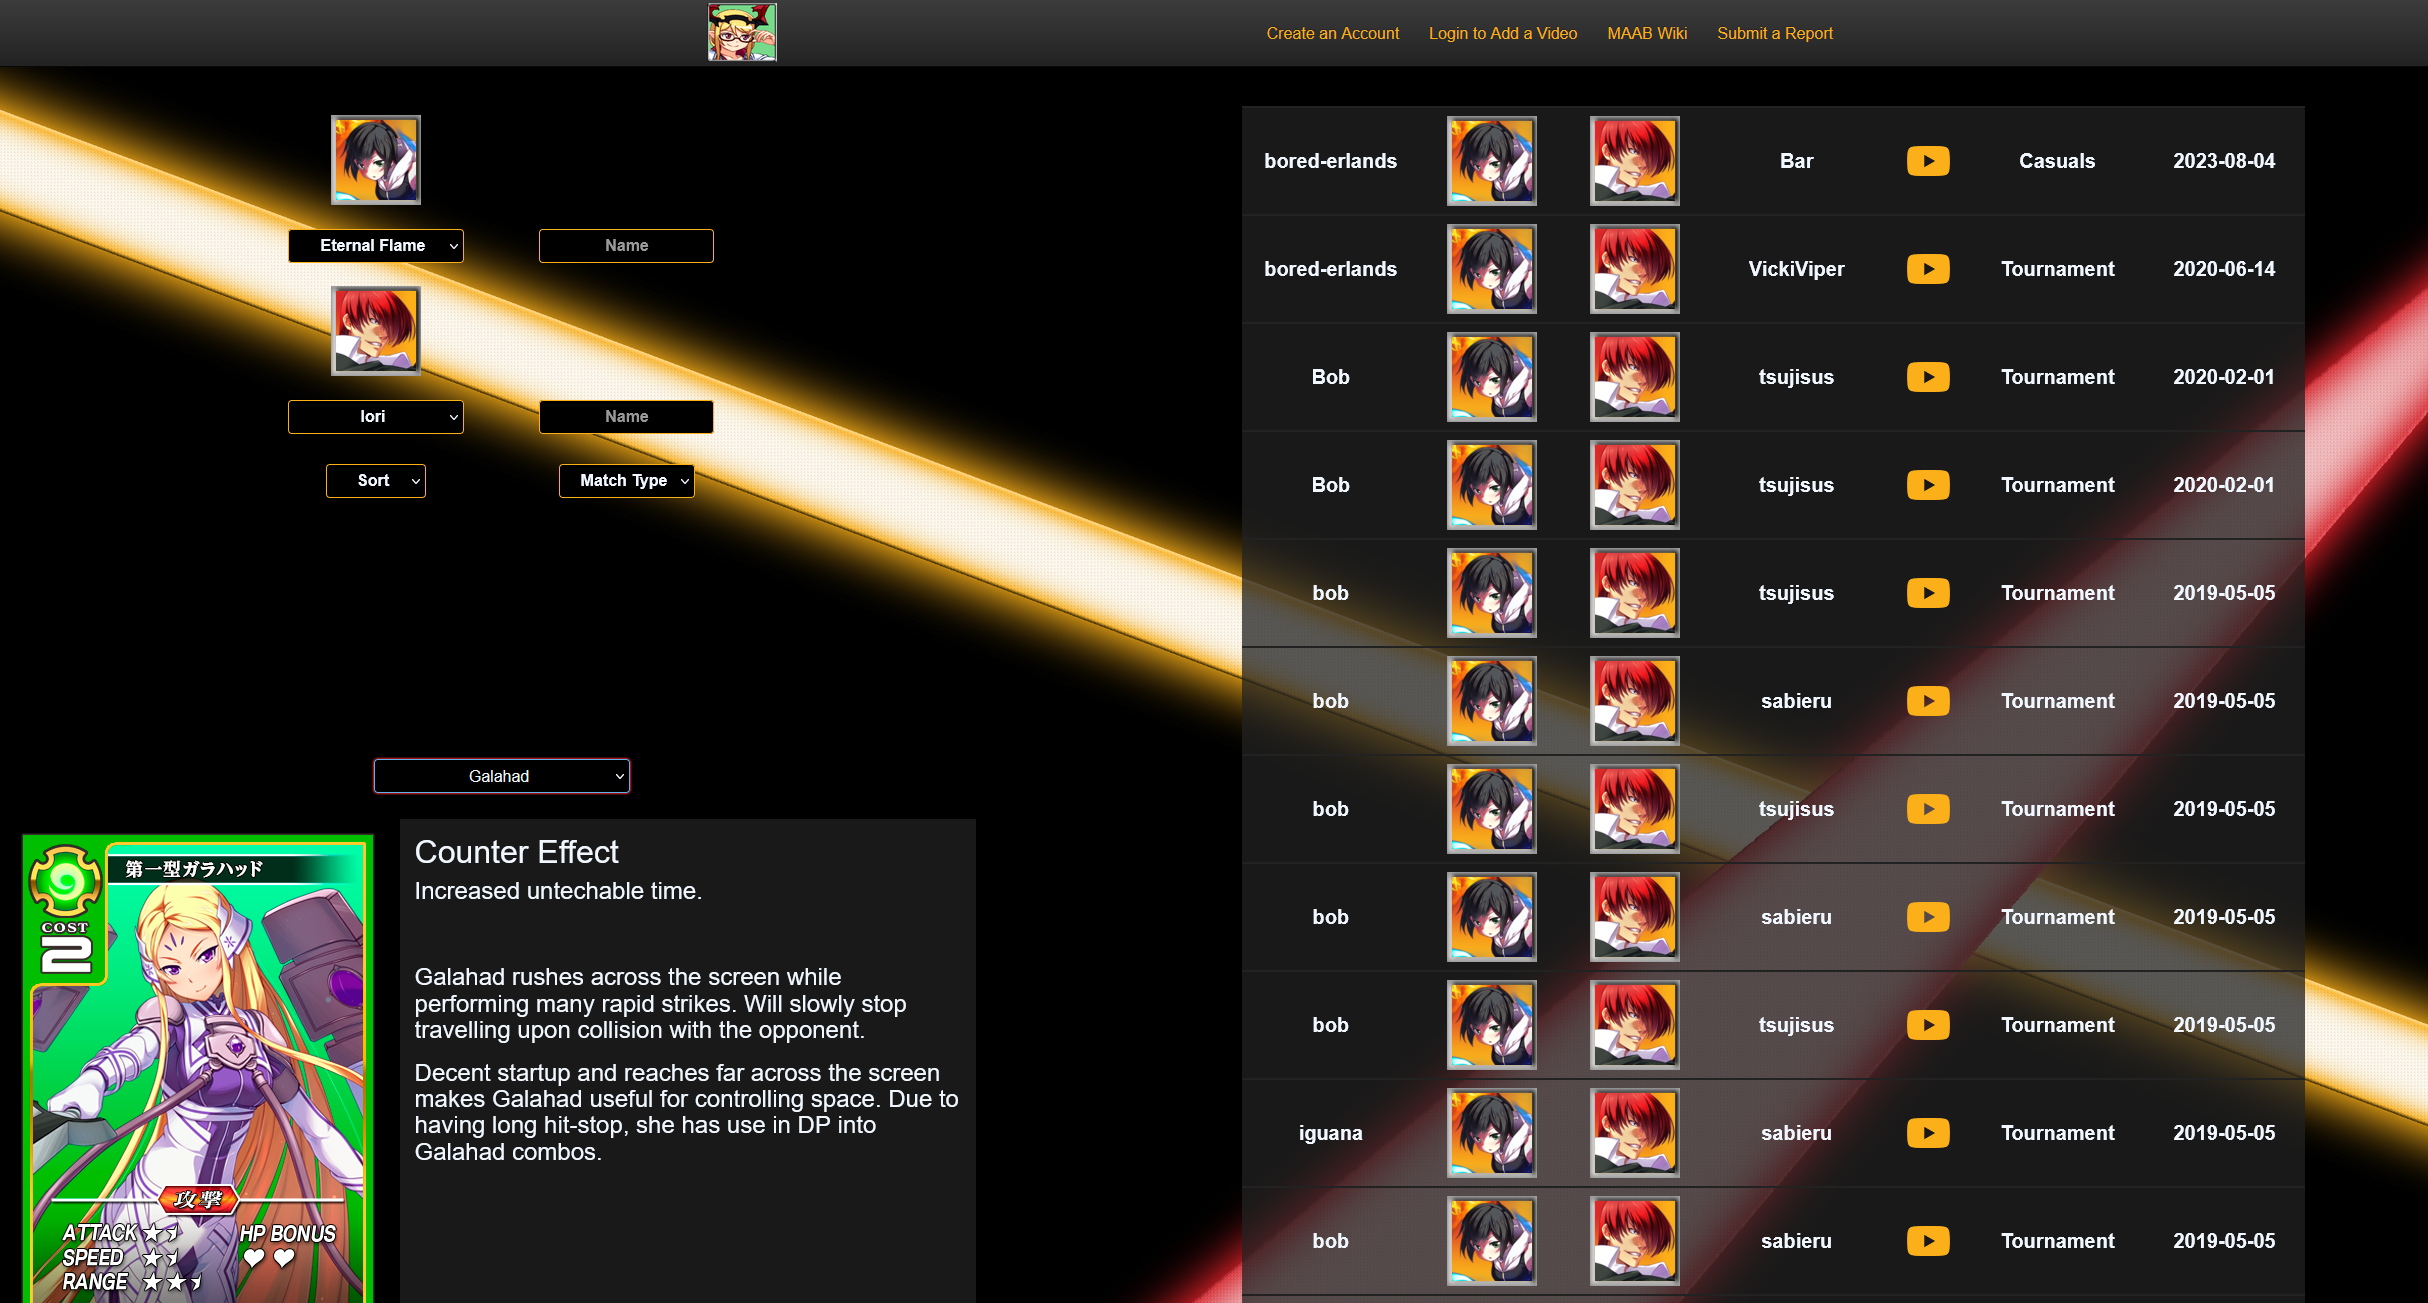 Create an Account Login to Add a Video MAAB Wiki Submit a Report
Eternal Flame Name
Iori Name
Sort Match Type
Galahad
第一型ガラハッド
COST
2
攻撃
ATTACK HP BONUS
SPEED
RANGE
Counter Effect
Increased untechable time.
Galahad rushes across the screen while
performing many rapid strikes. Will slowly stop
travelling upon collision with the opponent.
Decent startup and reaches far across the screen
makes Galahad useful for controlling space. Due to
having long hit-stop, she has use in DP into
Galahad combos.
bored-erlands Bar Casuals 2023-08-04
bored-erlands VickiViper Tournament 2020-06-14
Bob tsujisus Tournament 2020-02-01
Bob tsujisus Tournament 2020-02-01
bob tsujisus Tournament 2019-05-05
bob sabieru Tournament 2019-05-05
bob tsujisus Tournament 2019-05-05
bob sabieru Tournament 2019-05-05
bob tsujisus Tournament 2019-05-05
iguana sabieru Tournament 2019-05-05
bob sabieru Tournament 2019-05-05